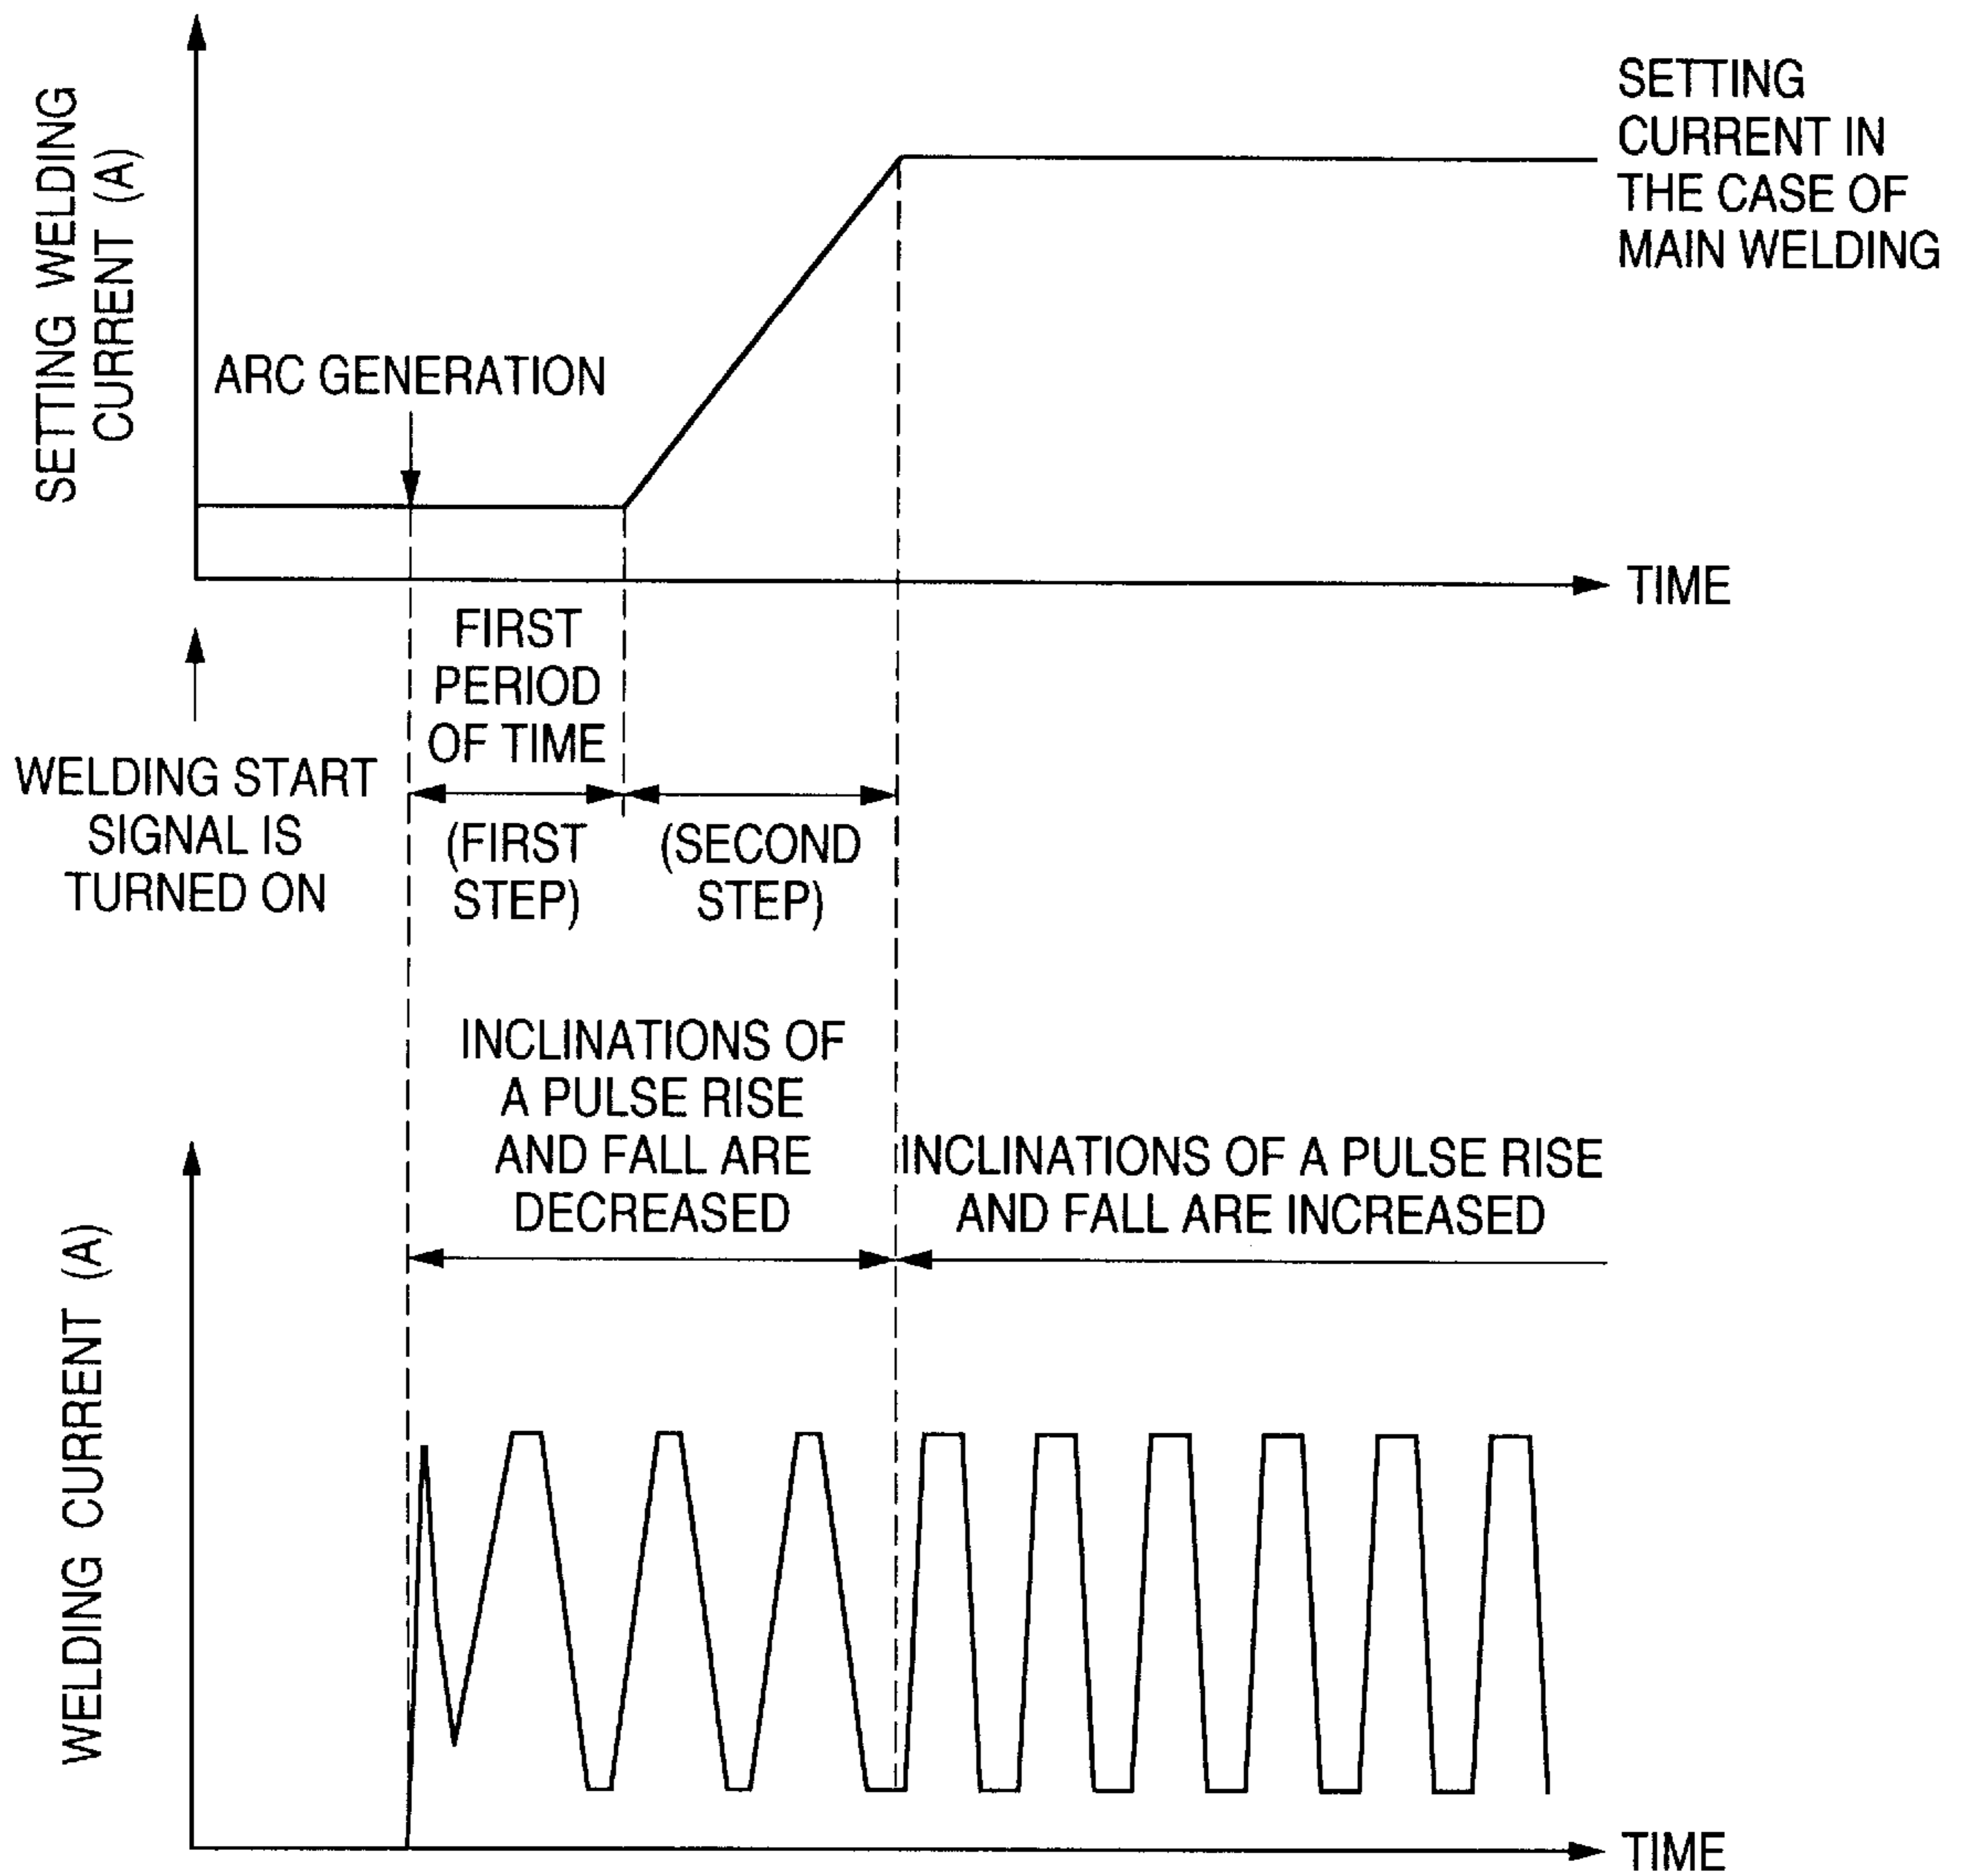 SETTING WELDING
CURRENT (A)
SETTING
CURRENT IN
THE CASE OF
MAIN WELDING
ARC GENERATION
TIME
FIRST
PERIOD
OF TIME
WELDING START
SIGNAL IS
TURNED ON
(FIRST
STEP)
(SECOND
STEP)
INCLINATIONS OF
A PULSE RISE
AND FALL ARE
DECREASED
INCLINATIONS OF A PULSE RISE
AND FALL ARE INCREASED
WELDING CURRENT (A)
TIME